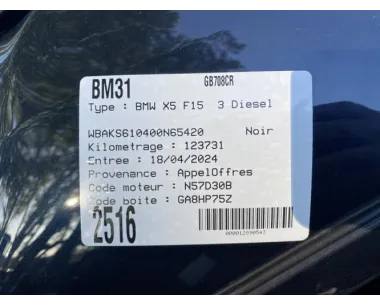 BM31 GB708CR
Type : BMW X5 F15 3 Diesel
WBAKS610400N65420 Noir
Kilometrage : 123731
Entree : 18/04/2024
Provenance : AppelOffres
Code moteur : N57D30B
Code boite : GA8HP75Z
2516